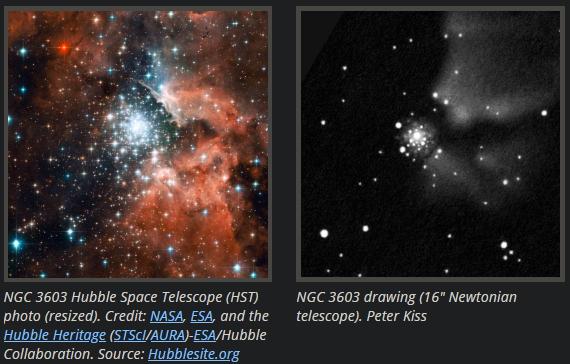 NGC 3603 Hubble Space Telescope (HST)
photo (resized). Credit: NASA, ESA, and the
Hubble Heritage (STScI/AURA)-ESA/Hubble
Collaboration. Source: Hubblesite.org
NGC 3603 drawing (16" Newtonian
telescope). Peter Kiss